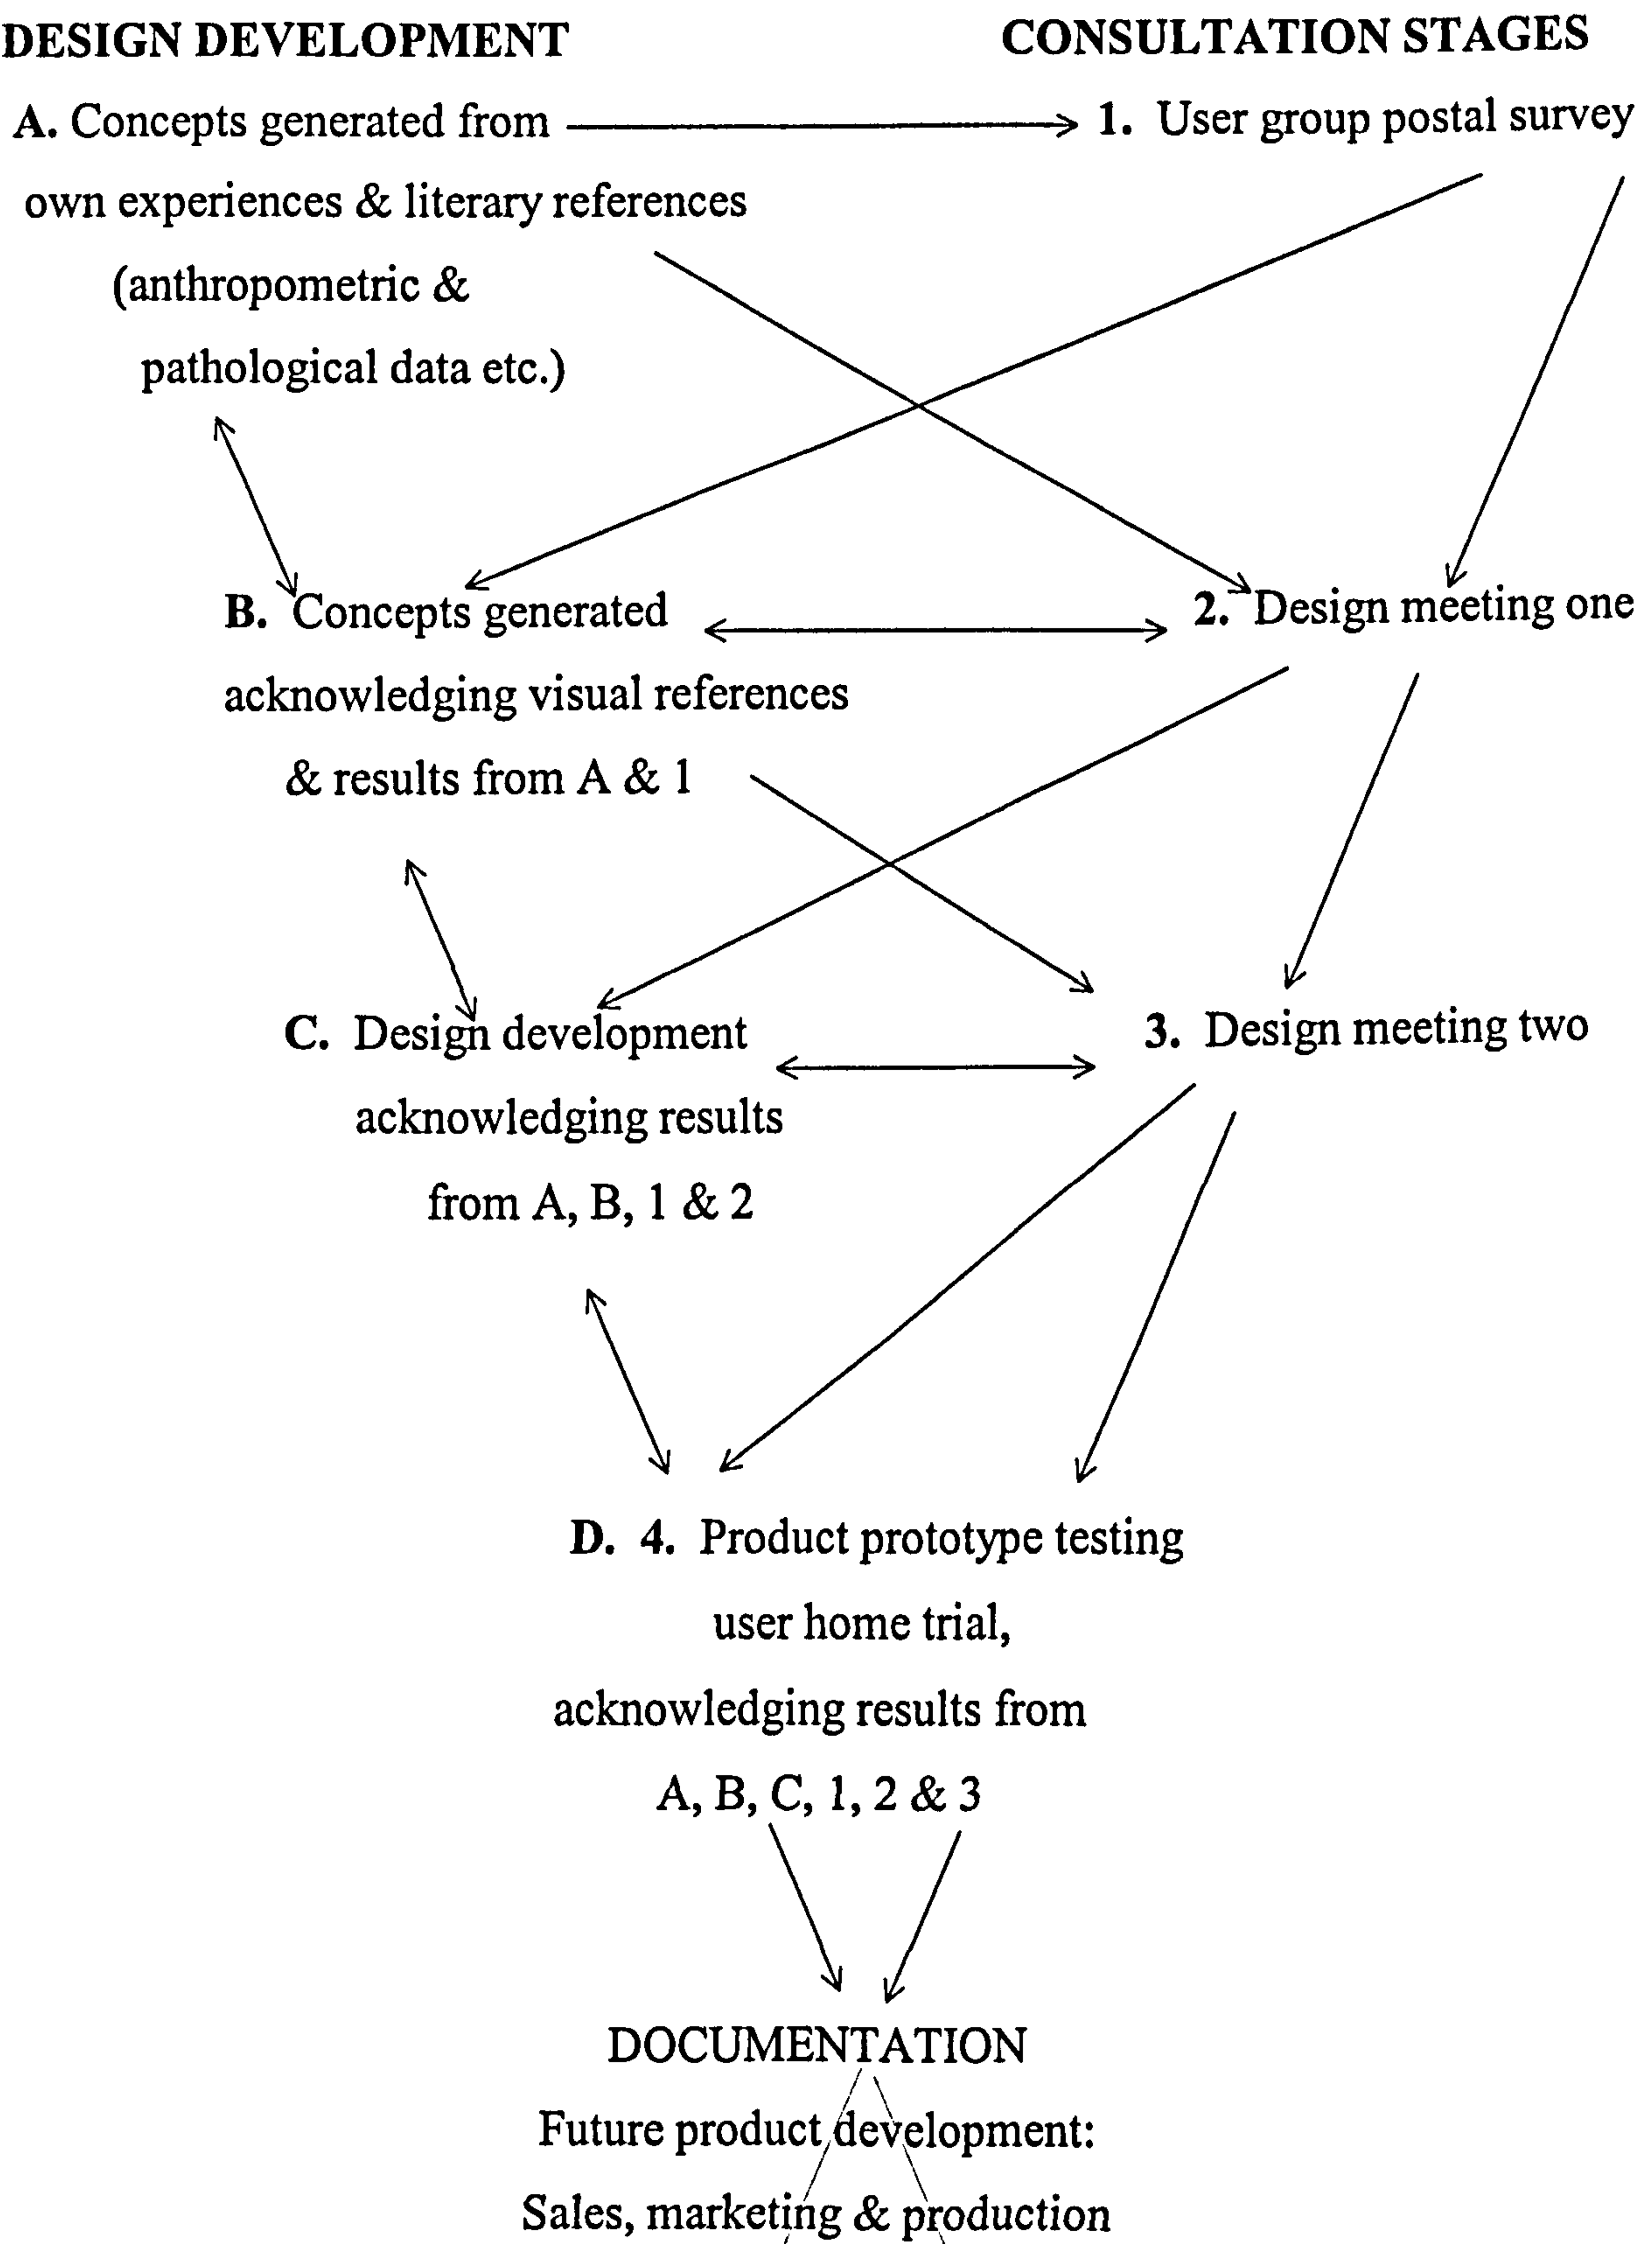 DESIGN DEVELOPMENT
CONSULTATION STAGES
A. Concepts generated from
1. User group postal survey
own experiences & literary references
(anthropometric &
pathological data etc.)
B. Concepts generated
2. Design meeting one
acknowledging visual references
& results from A & 1
C. Design development
3. Design meeting two
acknowledging results
from A, B, 1 & 2
D. 4. Product prototype testing
user home trial,
acknowledging results from
A, B, C, 1, 2 & 3
DOCUMENTATION
Future product development:
Sales, marketing & production